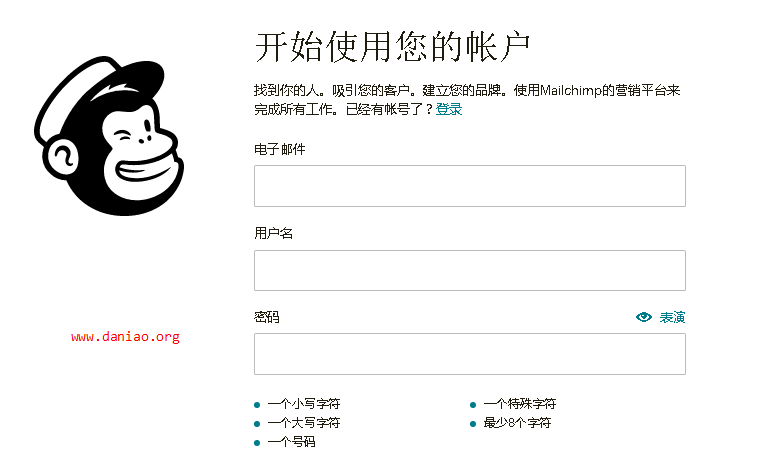 开始使用您的帐户
找到你的人。吸引您的客户。建立您的品牌。使用Mailchimp的营销平台来
完成所有工作。已经有帐号了？登录
电子邮件
用户名
密码
表演
www.daniao.org
一个小写字符
一个特殊字符
一个大写字符
最少8个字符
一个号码